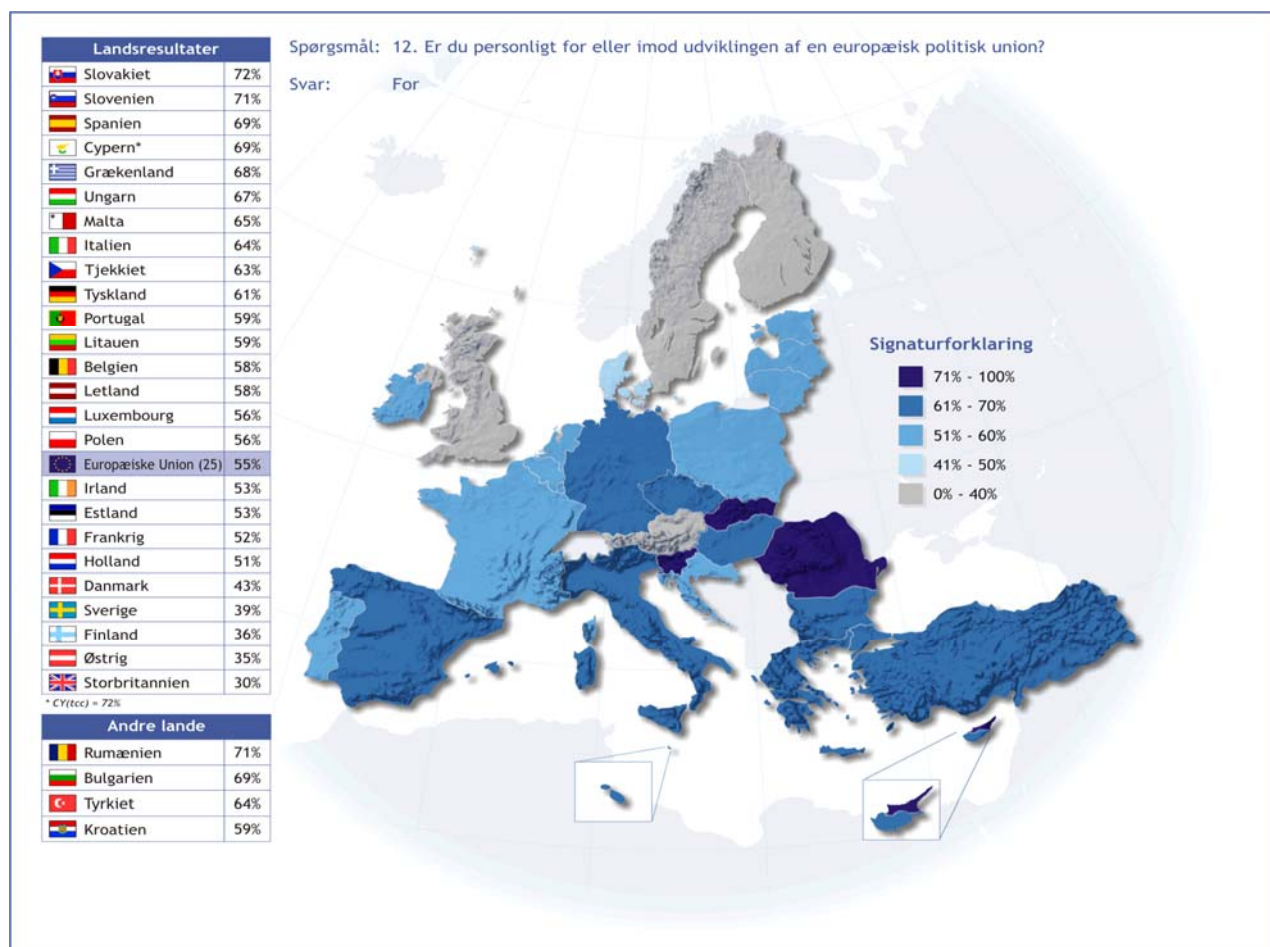 Landsresultater
Slovakiet 72%
Slovenien 71%
Spanien 69%
Cypern* 69%
Grækenland 68%
Ungarn 67%
Malta 65%
Italien 64%
Tjekkiet 63%
Tyskland 61%
Portugal 59%
Litauen 59%
Belgien 58%
Letland 58%
Luxembourg 56%
Polen 56%
Europæiske Union (25) 55%
Irland 53%
Estland 53%
Frankrig 52%
Holland 51%
Danmark 43%
Sverige 39%
Finland 36%
Østrig 35%
Storbritannien 30%
* CY(tcc) = 72%
Andre lande
Rumænien 71%
Bulgarien 69%
Tyrkiet 64%
Kroatien 59%
Spørgsmål: 12. Er du personligt for eller imod udviklingen af en europæisk politisk union?
Svar: For
Signaturforklaring
71% - 100%
61% - 70%
51% - 60%
41% - 50%
0% - 40%